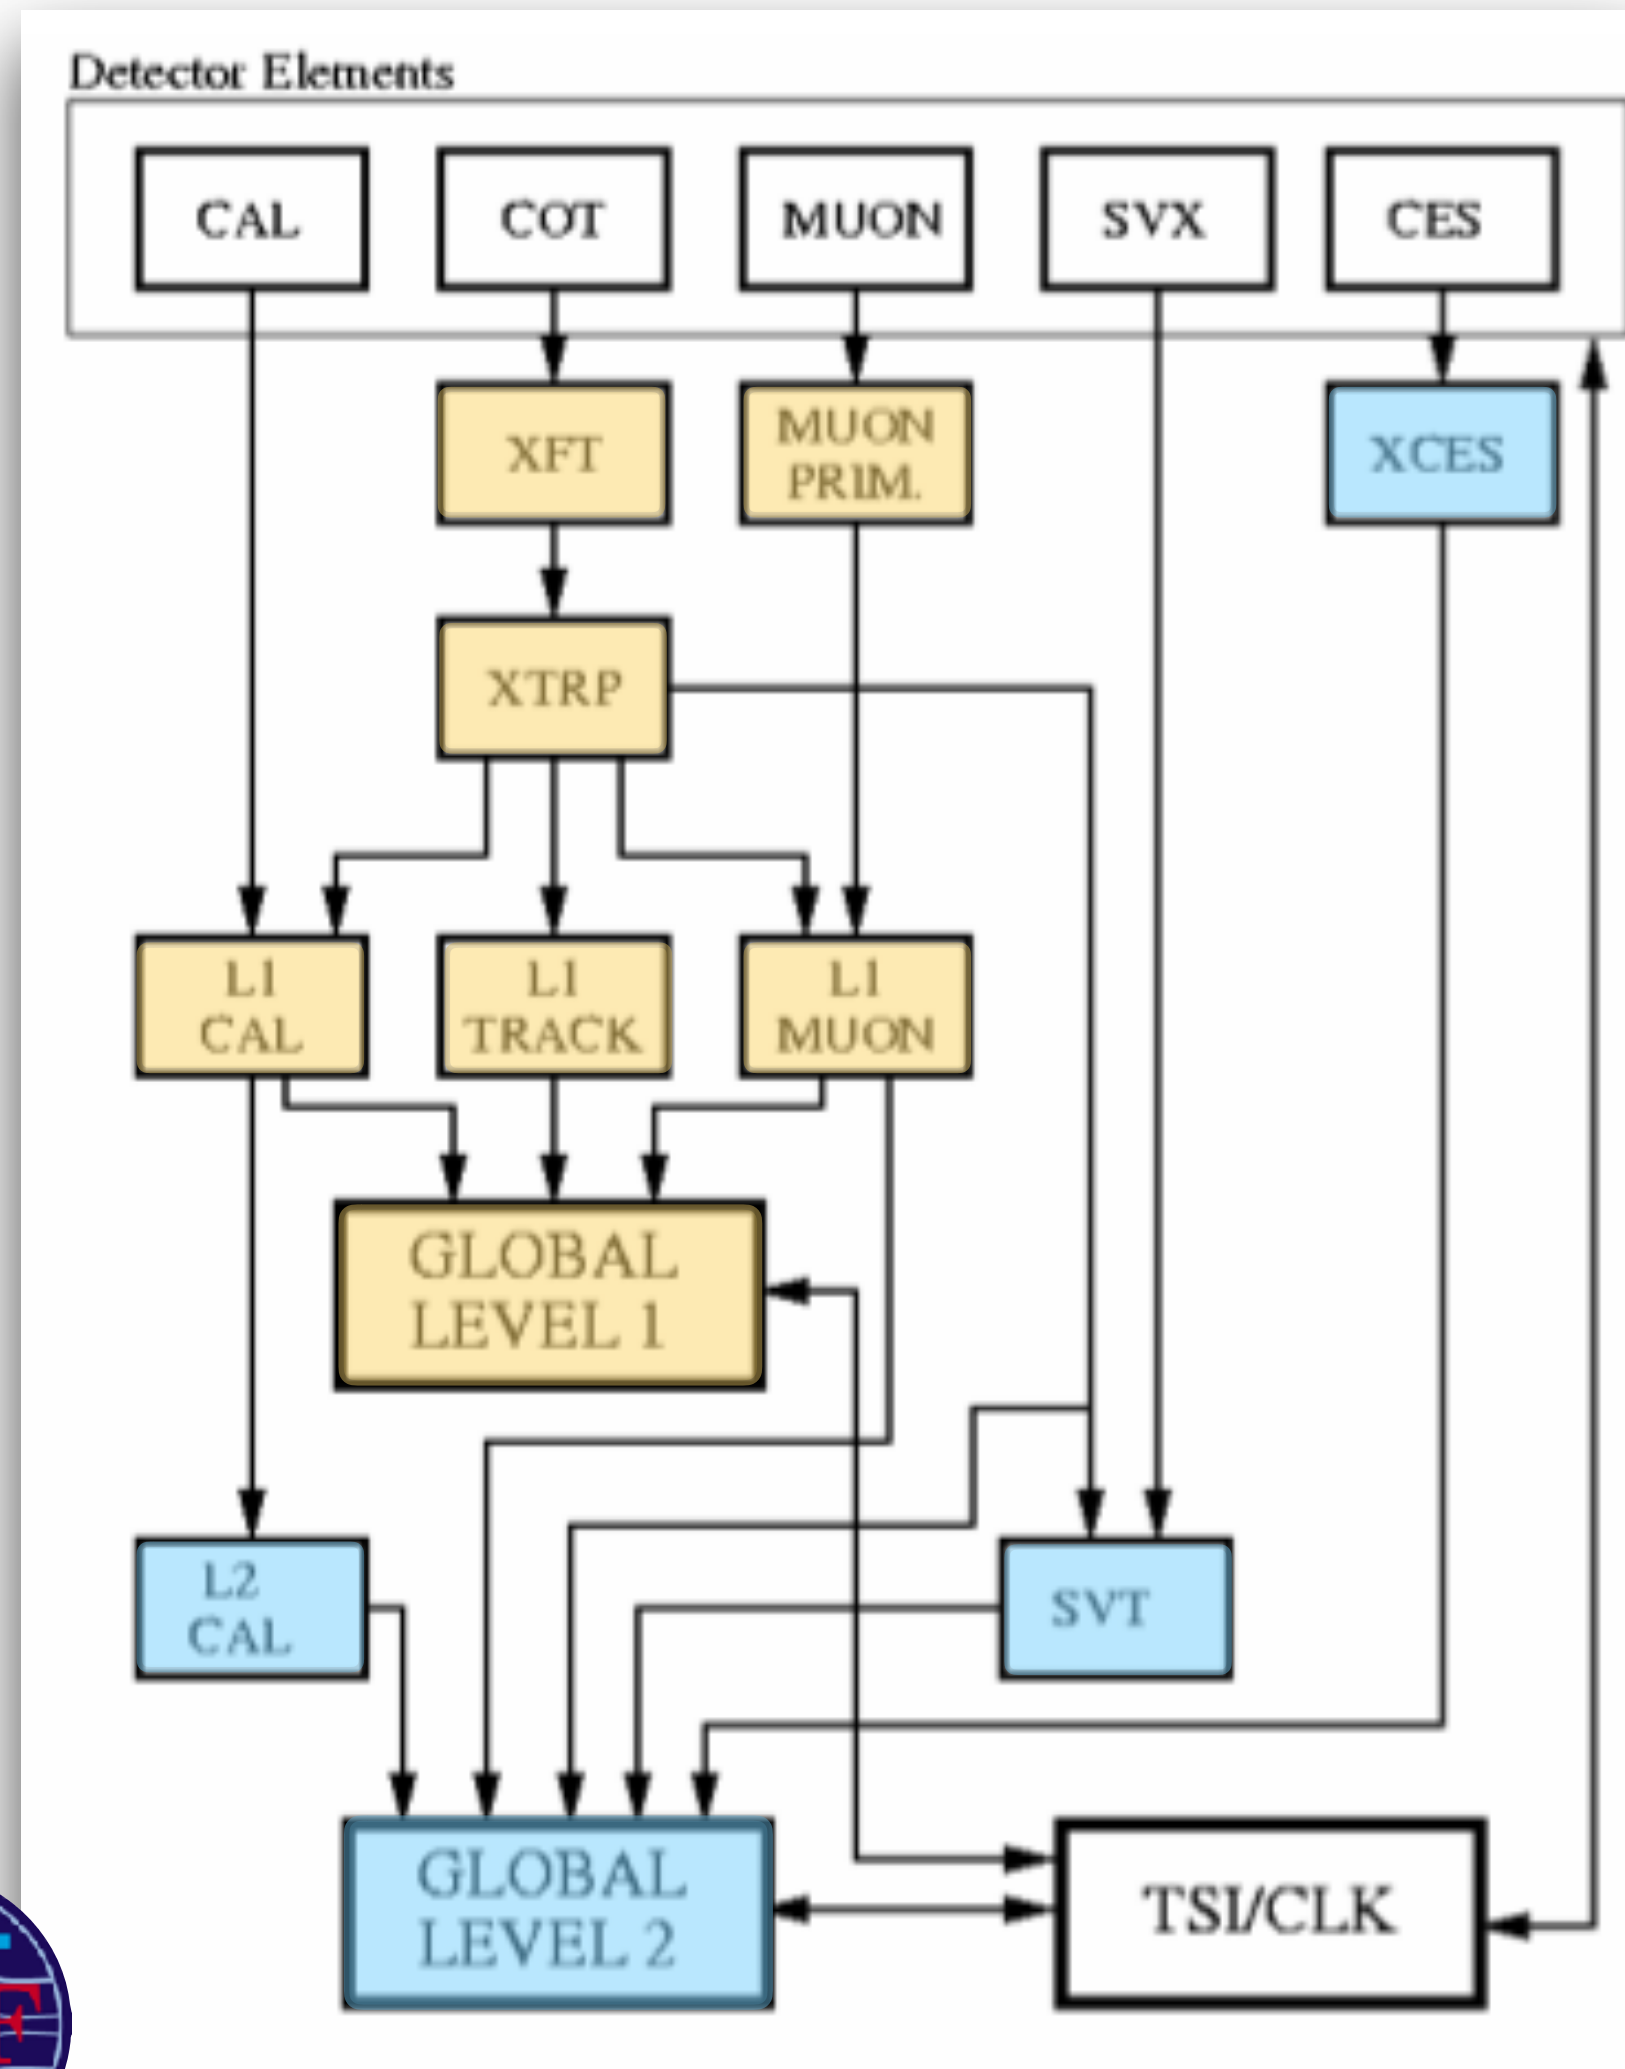 Detector Elements
CAL
COT
MUON
SVX
CES
XFT
MUON
PRIM.
XCES
XTRP
L1
CAL
L1
TRACK
L1
MUON
GLOBAL
LEVEL 1
L2
CAL
SVT
GLOBAL
LEVEL 2
TSI/CLK